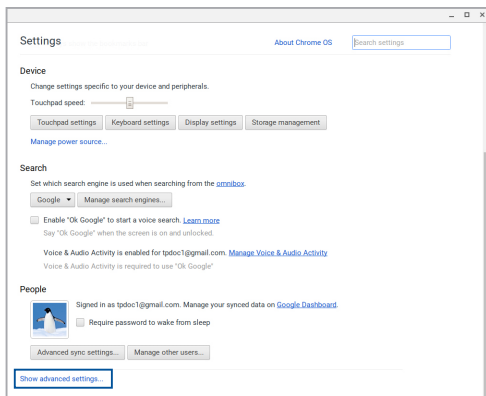 Settings
About Chrome OS
Search settings
Device
Change settings specific to your device and peripherals.
Touchpad speed:
Touchpad settings Keyboard settings Display settings Storage management
Manage power source...
Search
Set which search engine is used when searching from the omnibox.
Google Manage search engines...
Enable "Ok Google" to start a voice search. Learn more
Say "Ok Google" when the screen is on and unlocked.
Voice & Audio Activity is enabled for tpdoc1@gmail.com. Manage Voice & Audio Activity
Voice & Audio Activity is required to use "Ok Google"
People
Signed in as tpdoc1@gmail.com. Manage your synced data on Google Dashboard.
Require password to wake from sleep
Advanced sync settings... Manage other users...
Show advanced settings...